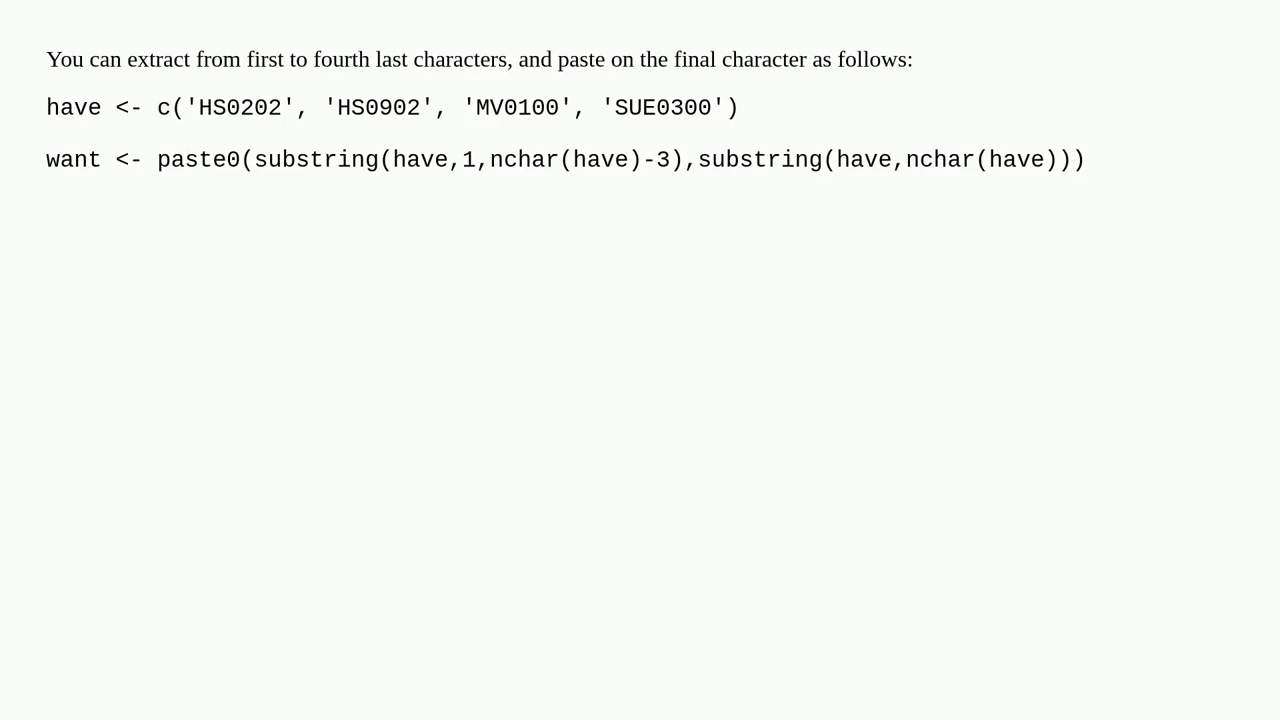 You can extract from first to fourth last characters, and paste on the final character as follows:
have <- c('HS0202', 'HS0902', 'MV0100', 'SUE0300')
want <- paste0(substring(have,1,nchar(have)-3),substring(have,nchar(have)))